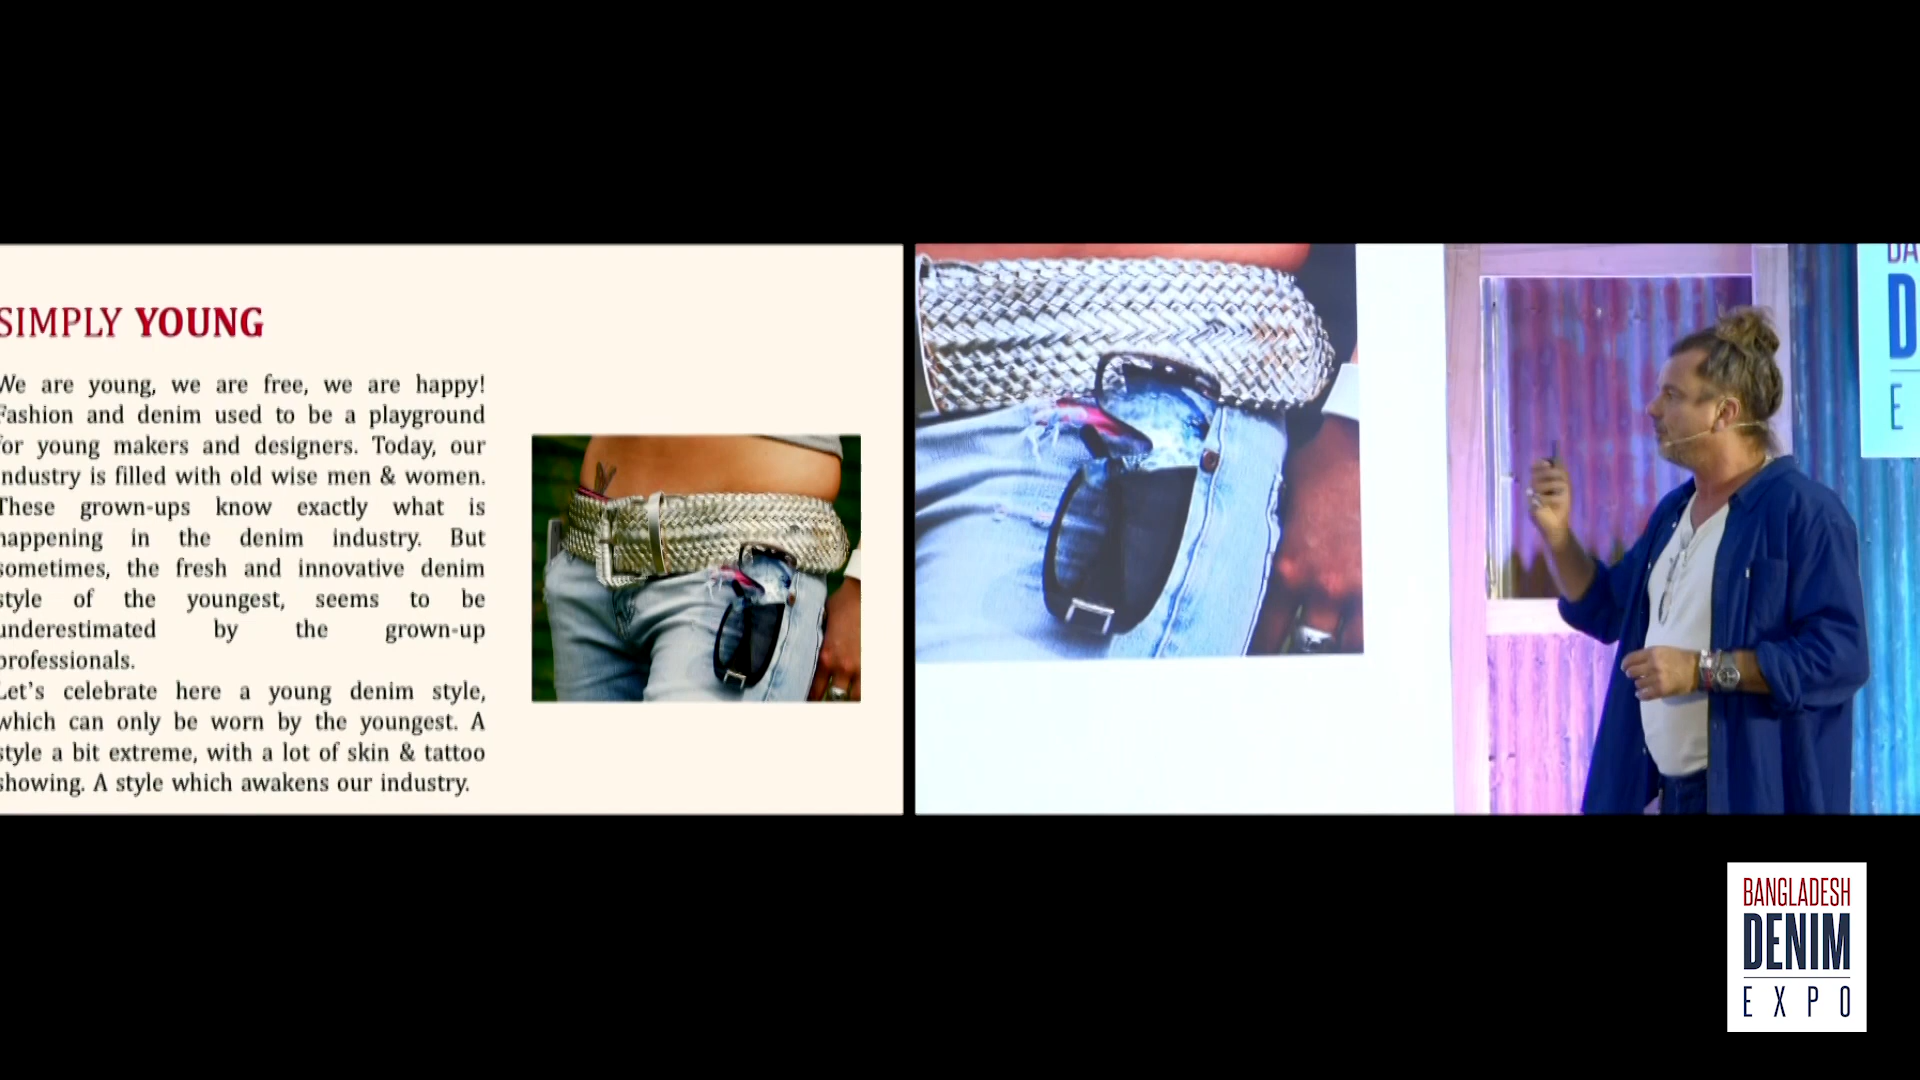 SIMPLY YOUNG
We are young, we are free, we are happy!
Fashion and denim used to be a playground
for young makers and designers. Today, our
industry is filled with old wise men & women.
These grown-ups know exactly what is
happening in the denim industry. But
sometimes, the fresh and innovative denim
style of the youngest, seems to be
underestimated by the grown-up
professionals.
Let's celebrate here a young denim style,
which can only be worn by the youngest. A
style a bit extreme, with a lot of skin & tattoo
showing. A style which awakens our industry.
BA
D
E
BANGLADESH
DENIM
EXPO